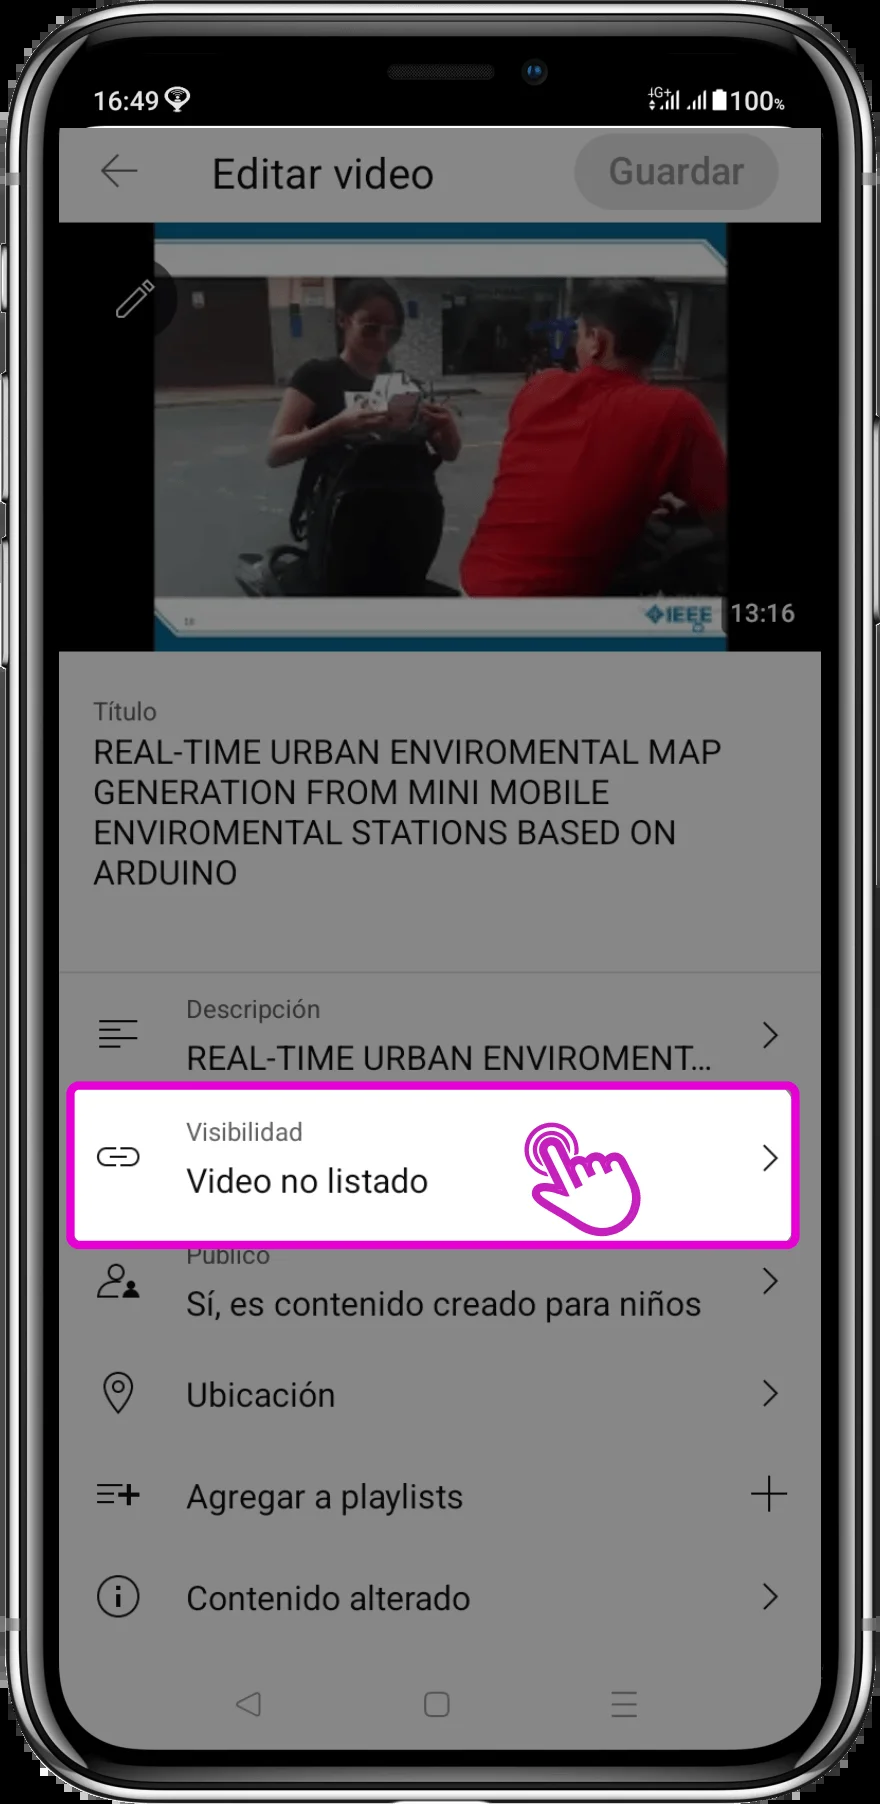 16:49 4G+ 100%
Editar video Guardar
18 IEEE 13:16
Título
REAL-TIME URBAN ENVIROMENTAL MAP
GENERATION FROM MINI MOBILE
ENVIROMENTAL STATIONS BASED ON
ARDUINO
Descripción
REAL-TIME URBAN ENVIROMENT...
Visibilidad
Video no listado
Público
Sí, es contenido creado para niños
Ubicación
Agregar a playlists
Contenido alterado